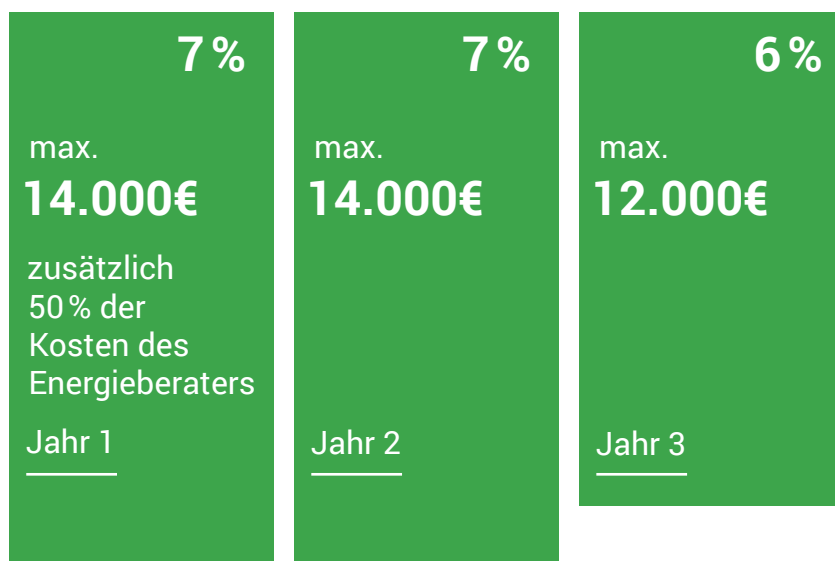 7 %
max.
14.000€
zusätzlich
50 % der
Kosten des
Energieberaters
Jahr 1
7 %
max.
14.000€
Jahr 2
6 %
max.
12.000€
Jahr 3